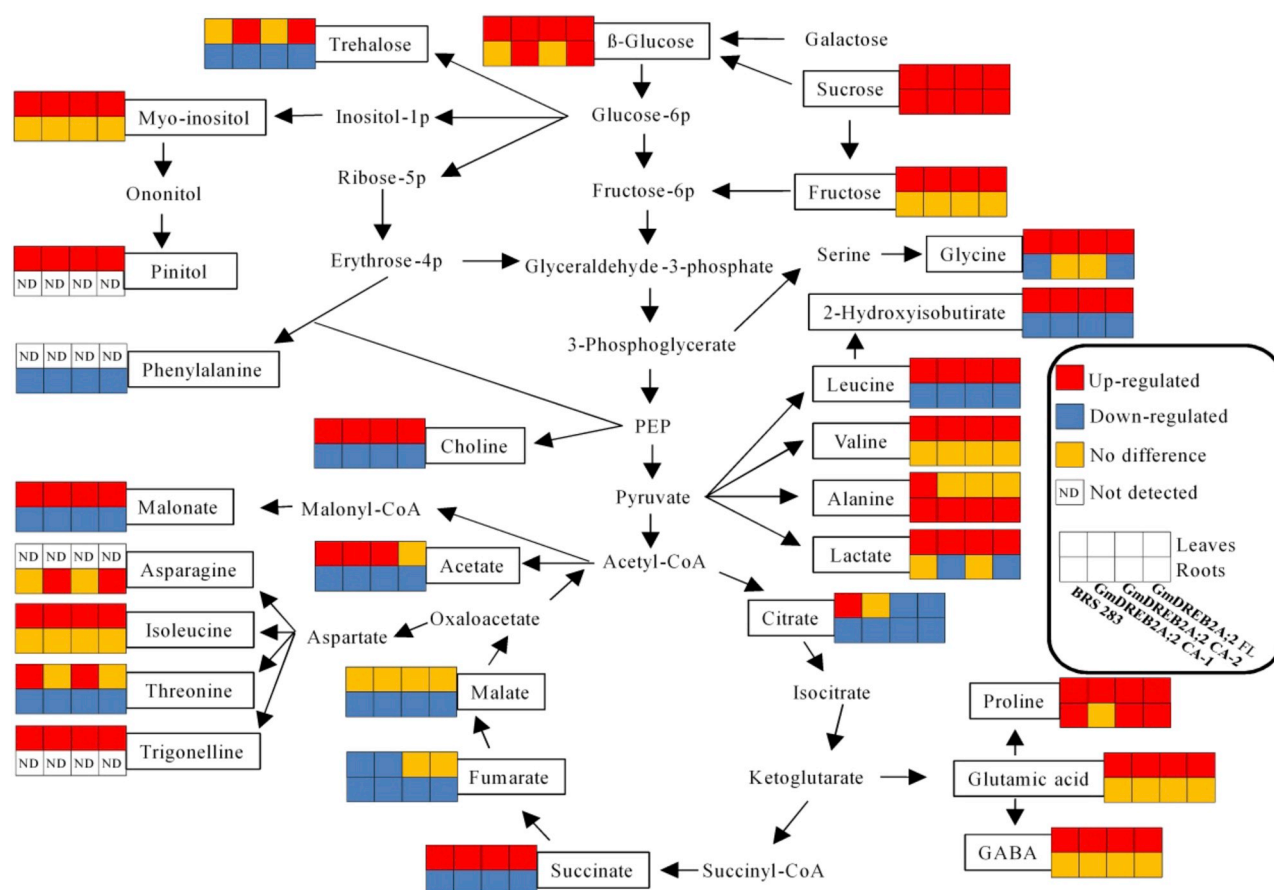 Trehalose
ß-Glucose
Galactose
Sucrose
Myo-inositol
Inositol-1p
Glucose-6p
Ononitol
Ribose-5p
Fructose-6p
Fructose
Pinitol
ND ND ND ND
Erythrose-4p
Glyceraldehyde-3-phosphate
Serine
Glycine
2-Hydroxyisobutirate
3-Phosphoglycerate
ND ND ND ND
Phenylalanine
Leucine
PEP
Choline
Valine
Pyruvate
Alanine
Malonate
Malonyl-CoA
Lactate
ND ND ND ND
Asparagine
Acetate
Acetyl-CoA
Citrate
Isoleucine
Aspartate
Oxaloacetate
Threonine
Malate
Isocitrate
Proline
Trigonelline
ND ND ND ND
Fumarate
Ketoglutarate
Glutamic acid
GABA
Succinate
Succinyl-CoA
Up-regulated
Down-regulated
No difference
ND Not detected
Leaves
Roots
BRS 283
GmDREB2A;2 CA-1
GmDREB2A;2 CA-2
GmDREB2A;2 FL